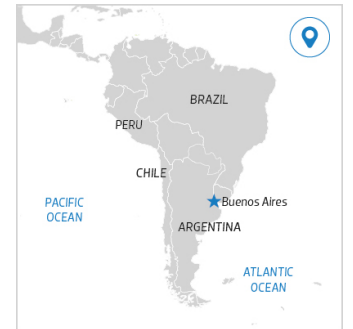 BRAZIL
PERU
CHILE
PACIFIC
OCEAN
Buenos Aires
ARGENTINA
ATLANTIC
OCEAN